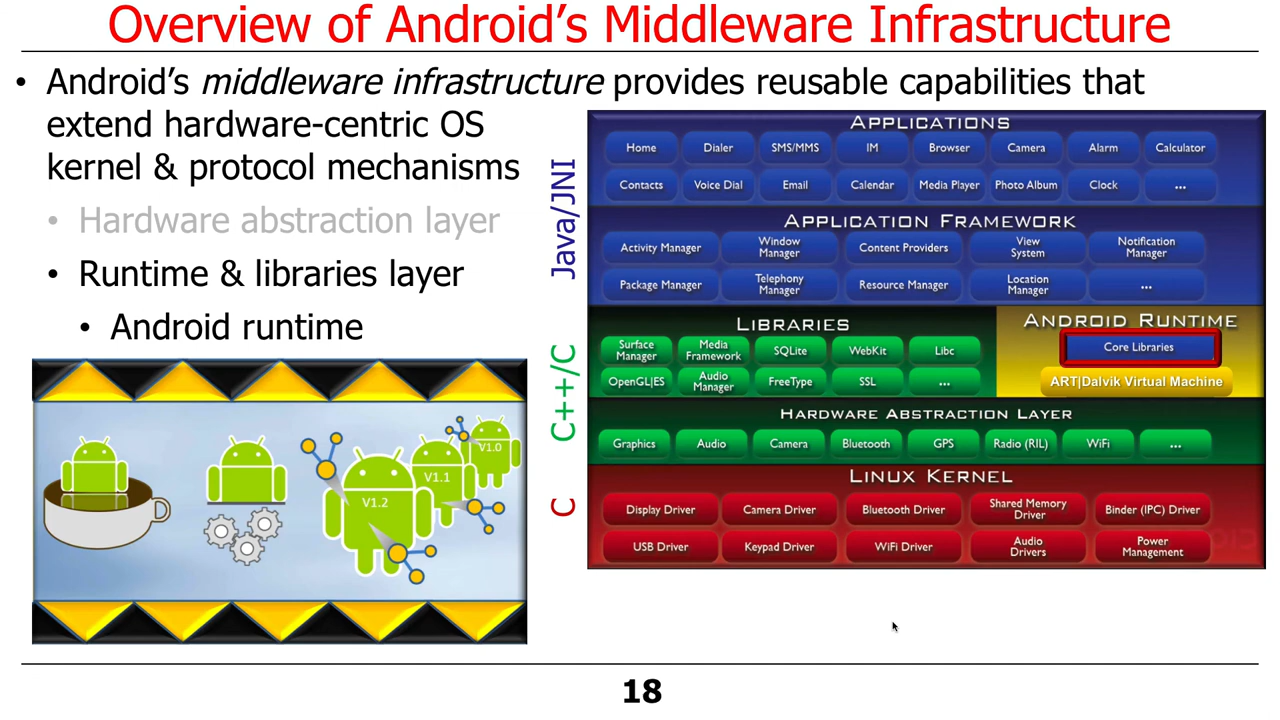 Overview of Android's Middleware Infrastructure
• Android's middleware infrastructure provides reusable capabilities that
extend hardware-centric OS
kernel & protocol mechanisms
• Hardware abstraction layer
• Runtime & libraries layer
• Android runtime
V1.2
V1.1
V1.0
Java/JNI
C++/C
C
APPLICATIONS
Home Dialer SMS/MMS IM Browser Camera Alarm Calculator
Contacts Voice Dial Email Calendar Media Player Photo Album Clock ...
APPLICATION FRAMEWORK
Activity Manager Window Manager Content Providers View System Notification Manager
Package Manager Telephony Manager Resource Manager Location Manager ...
LIBRARIES
Surface Manager Media Framework SQLite WebKit Libc
OpenGL|ES Audio Manager FreeType SSL ...
ANDROID RUNTIME
Core Libraries
ART|Dalvik Virtual Machine
HARDWARE ABSTRACTION LAYER
Graphics Audio Camera Bluetooth GPS Radio (RIL) WiFi ...
LINUX KERNEL
Display Driver Camera Driver Bluetooth Driver Shared Memory Driver Binder (IPC) Driver
USB Driver Keypad Driver WiFi Driver Audio Drivers Power Management
18